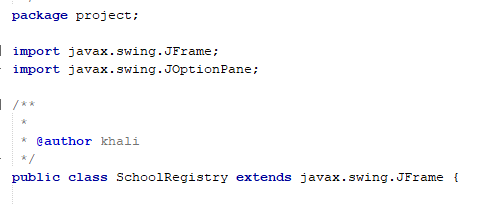 package project;
import javax.swing.JFrame;
import javax.swing.JOptionPane;
/**
*
* @author khali
*/
public class SchoolRegistry extends javax.swing.JFrame {